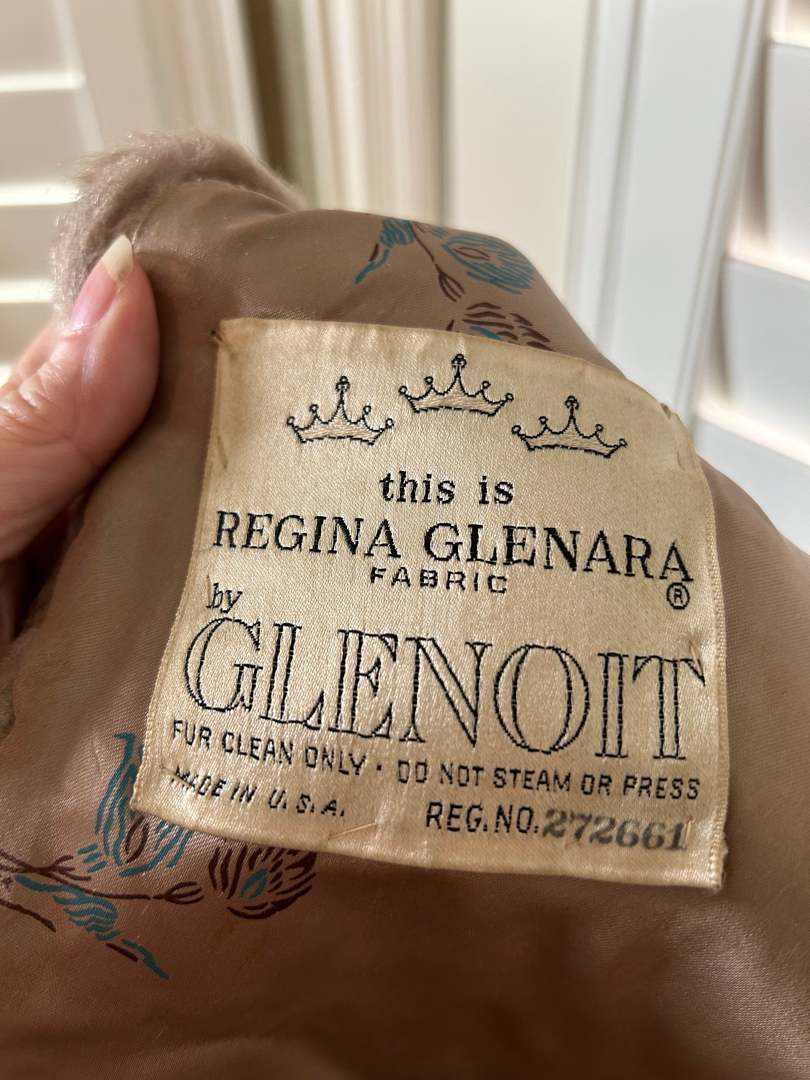 this is
REGINA GLENARA
FABRIC ®
by
GLENOIT
FUR CLEAN ONLY · DO NOT STEAM OR PRESS
MADE IN U.S.A. REG.NO. 272661